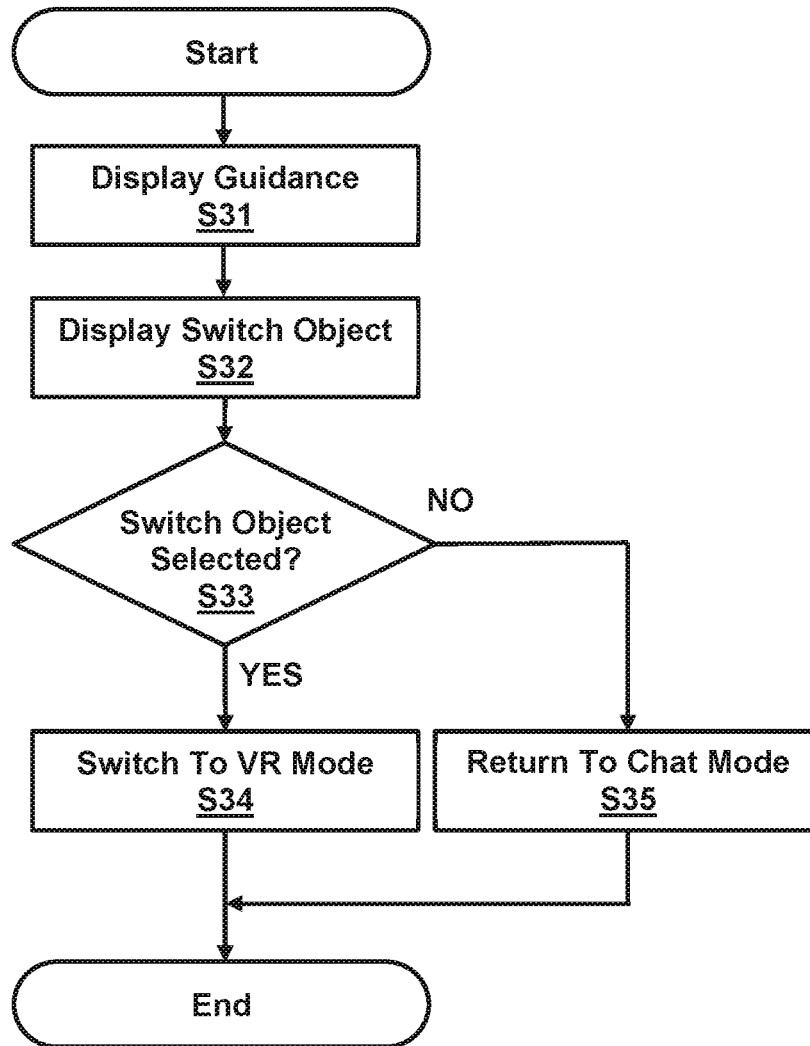 Start
Display Guidance
S31
Display Switch Object
S32
Switch Object
Selected?
S33
NO
YES
Switch To VR Mode
S34
Return To Chat Mode
S35
End